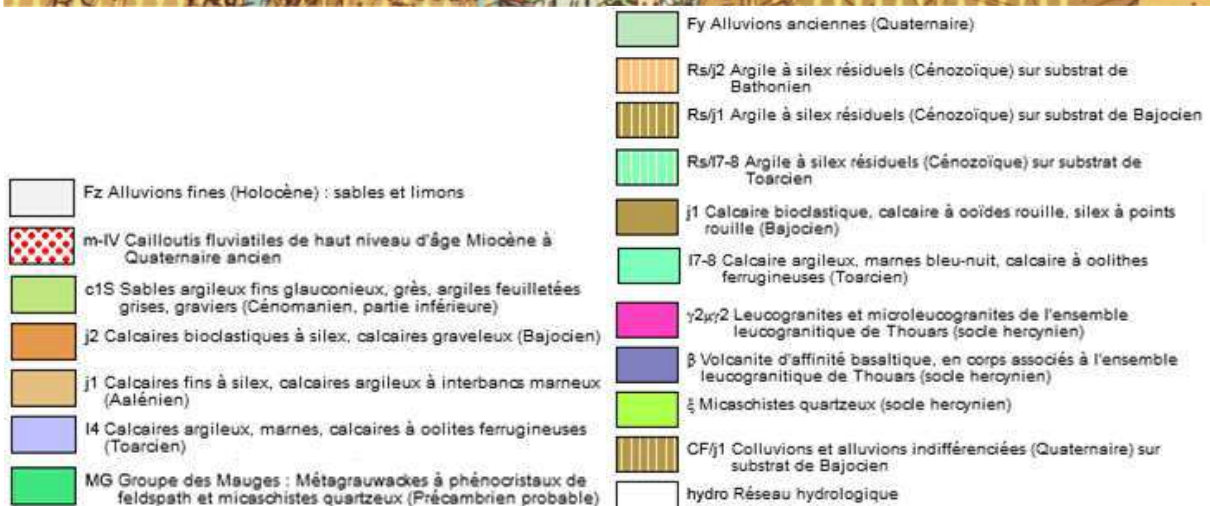 Fz Alluvions fines (Holocène) : sables et limons
m-IV Cailloutis fluviatiles de haut niveau d'âge Miocène à
Quaternaire ancien
c1S Sables argileux fins glauconieux, grès, argiles feuilletées
grises, graviers (Cénomanien, partie inférieure)
j2 Calcaires bioclastiques à silex, calcaires graveleux (Bajocien)
j1 Calcaires fins à silex, calcaires argileux à interbancs marneux
(Aalénien)
l4 Calcaires argileux, marnes, calcaires à oolites ferrugineuses
(Toarcien)
MG Groupe des Mauges : Métagrauwackes à phénocristaux de
feldspath et micaschistes quartzeux (Précambrien probable)
Fy Alluvions anciennes (Quaternaire)
Rs/j2 Argile à silex résiduels (Cénozoïque) sur substrat de
Bathonien
Rs/j1 Argile à silex résiduels (Cénozoïque) sur substrat de Bajocien
Rs/l7-8 Argile à silex résiduels (Cénozoïque) sur substrat de
Toarcien
j1 Calcaire bioclastique, calcaire à ooïdes rouille, silex à points
rouille (Bajocien)
l7-8 Calcaire argileux, marnes bleu-nuit, calcaire à oolithes
ferrugineuses (Toarcien)
γ2μγ2 Leucogranites et microleucogranites de l'ensemble
leucogranitique de Thouars (socle hercynien)
β Volcanite d'affinité basaltique, en corps associés à l'ensemble
leucogranitique de Thouars (socle hercynien)
ξ Micaschistes quartzeux (socle hercynien)
CF/j1 Colluvions et alluvions indifférenciées (Quaternaire) sur
substrat de Bajocien
hydro Réseau hydrologique